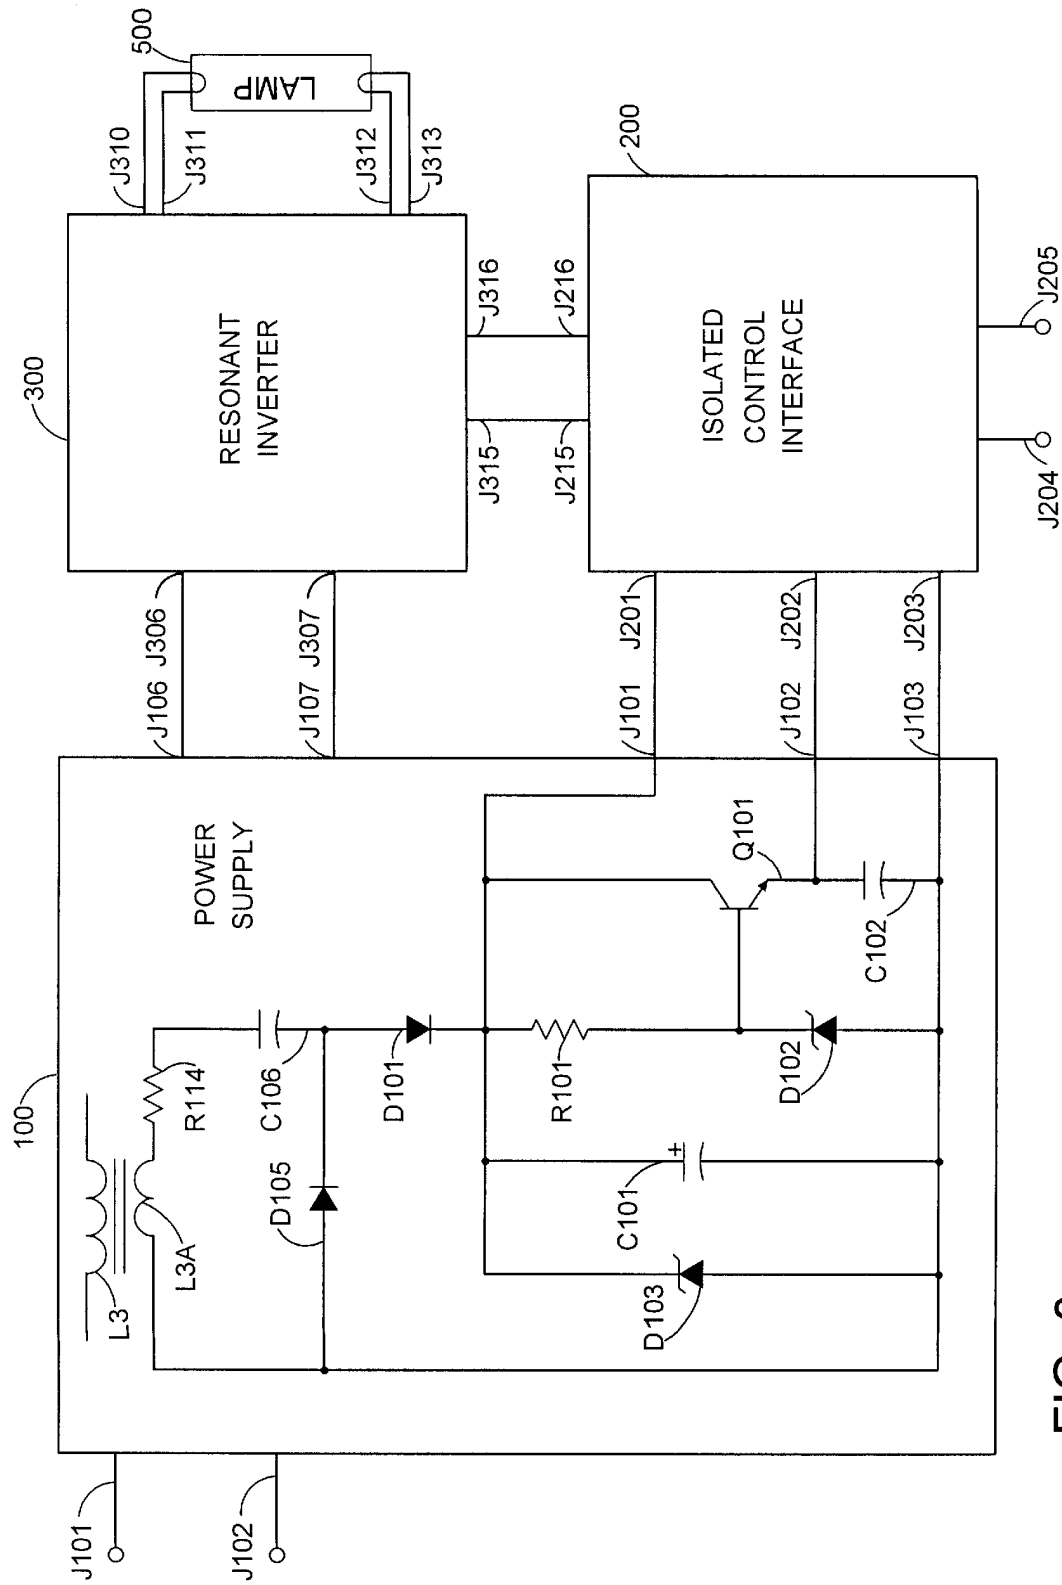 100
300
500
L3
L3A
R114
C106
D105
D101
POWER
SUPPLY
J106
J306
J107
J307
RESONANT
INVERTER
J310
J311
LAMP
J312
J313
J315
J316
J215
J216
200
ISOLATED
CONTROL
INTERFACE
J101
J201
J102
J202
J103
J203
J204
J205
D103
C101
+
R101
D102
Q101
C102
J101
J102
FIG.